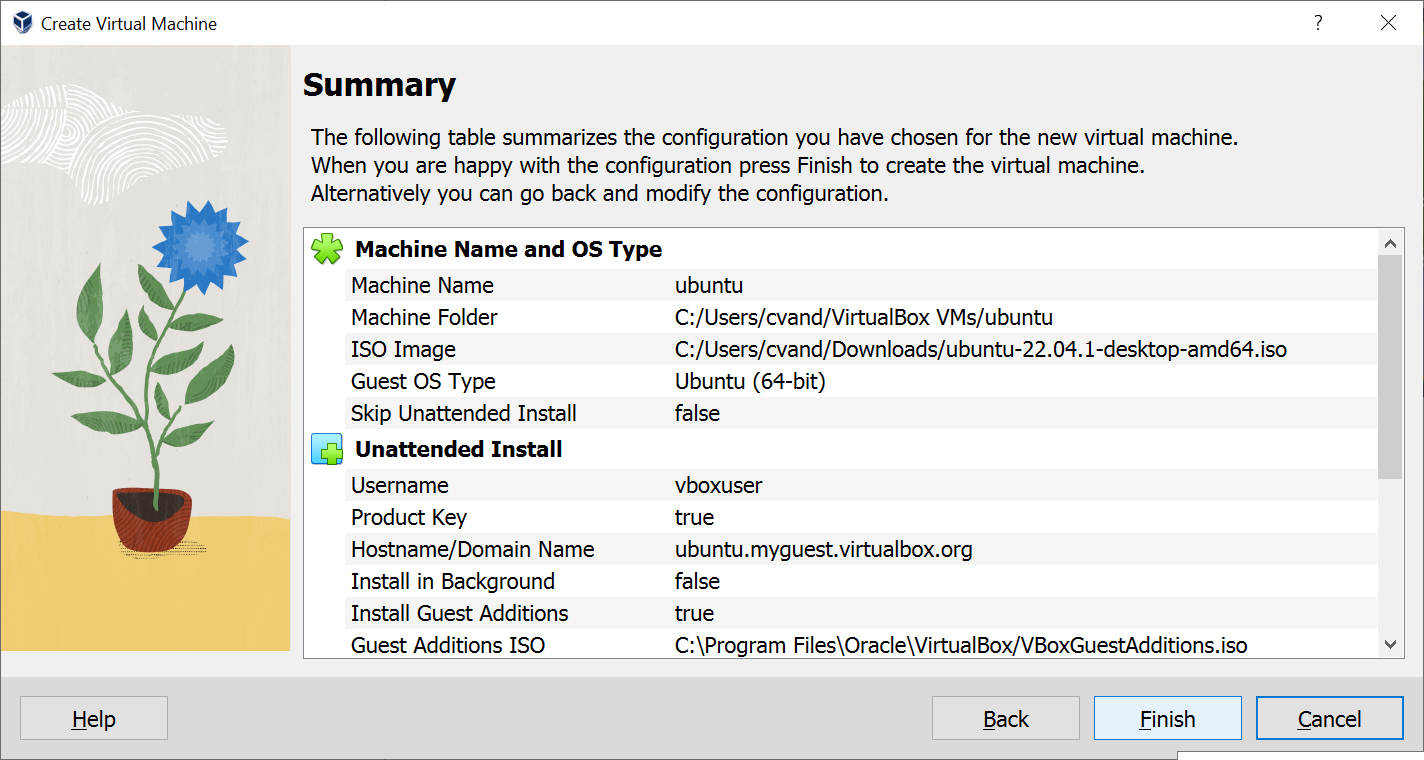 Create Virtual Machine
?
Summary
The following table summarizes the configuration you have chosen for the new virtual machine.
When you are happy with the configuration press Finish to create the virtual machine.
Alternatively you can go back and modify the configuration.
Machine Name and OS Type
Machine Name ubuntu
Machine Folder C:/Users/cvand/VirtualBox VMs/ubuntu
ISO Image C:/Users/cvand/Downloads/ubuntu-22.04.1-desktop-amd64.iso
Guest OS Type Ubuntu (64-bit)
Skip Unattended Install false
Unattended Install
Username vboxuser
Product Key true
Hostname/Domain Name ubuntu.myguest.virtualbox.org
Install in Background false
Install Guest Additions true
Guest Additions ISO C:\Program Files\Oracle\VirtualBox/VBoxGuestAdditions.iso
Help Back Finish Cancel